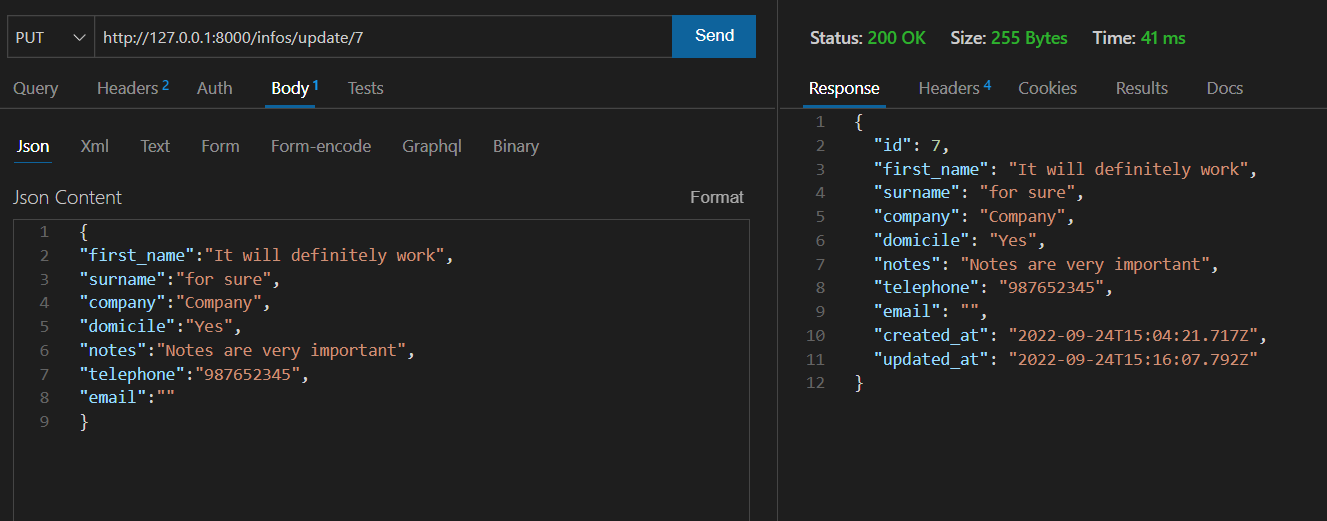 PUT http://127.0.0.1:8000/infos/update/7 Send
Query Headers 2 Auth Body 1 Tests
Json Xml Text Form Form-encode Graphql Binary
Json Content Format
1 {
2 "first_name":"It will definitely work",
3 "surname":"for sure",
4 "company":"Company",
5 "domicile":"Yes",
6 "notes":"Notes are very important",
7 "telephone":"987652345",
8 "email":""
9 }
Status: 200 OK Size: 255 Bytes Time: 41 ms
Response Headers 4 Cookies Results Docs
1 {
2 "id": 7,
3 "first_name": "It will definitely work",
4 "surname": "for sure",
5 "company": "Company",
6 "domicile": "Yes",
7 "notes": "Notes are very important",
8 "telephone": "987652345",
9 "email": "",
10 "created_at": "2022-09-24T15:04:21.717Z",
11 "updated_at": "2022-09-24T15:16:07.792Z"
12 }